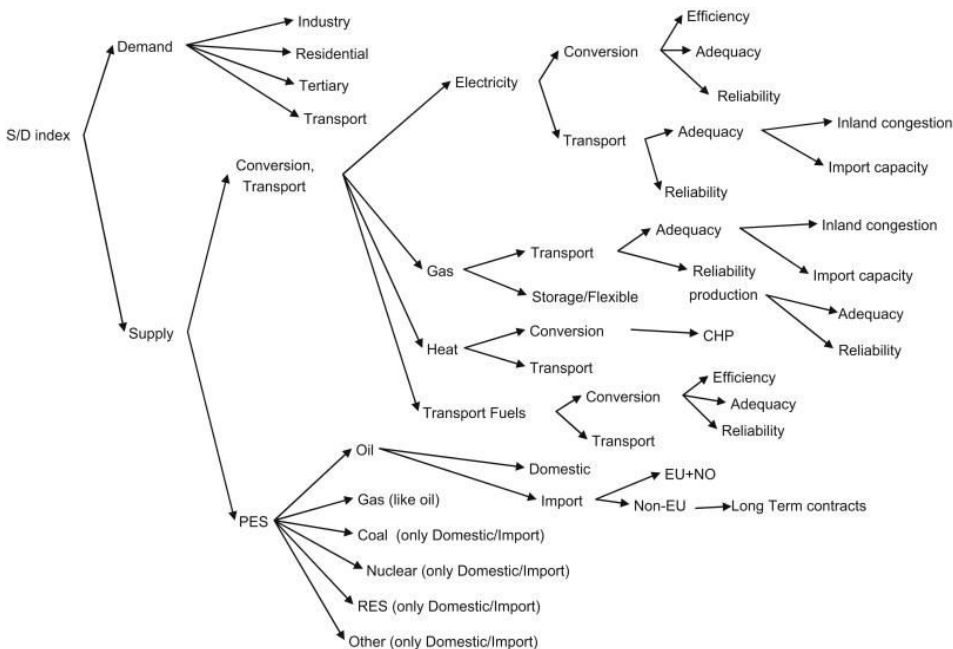 Efficiency
Industry
Demand
Conversion
Adequacy
Residential
Tertiary
Electricity
Reliability
Transport
Inland congestion
S/D index
Transport
Adequacy
Conversion,
Transport
Import capacity
Reliability
Inland congestion
Adequacy
Transport
Gas
Reliability
Import capacity
Storage/Flexible
production
Adequacy
Supply
Conversion
CHP
Heat
Reliability
Transport
Efficiency
Conversion
Adequacy
Transport Fuels
Reliability
Transport
Oil
Domestic
EU+NO
Import
Gas (like oil)
Non-EU
Long Term contracts
PES
Coal (only Domestic/Import)
Nuclear (only Domestic/Import)
RES (only Domestic/Import)
Other (only Domestic/Import)